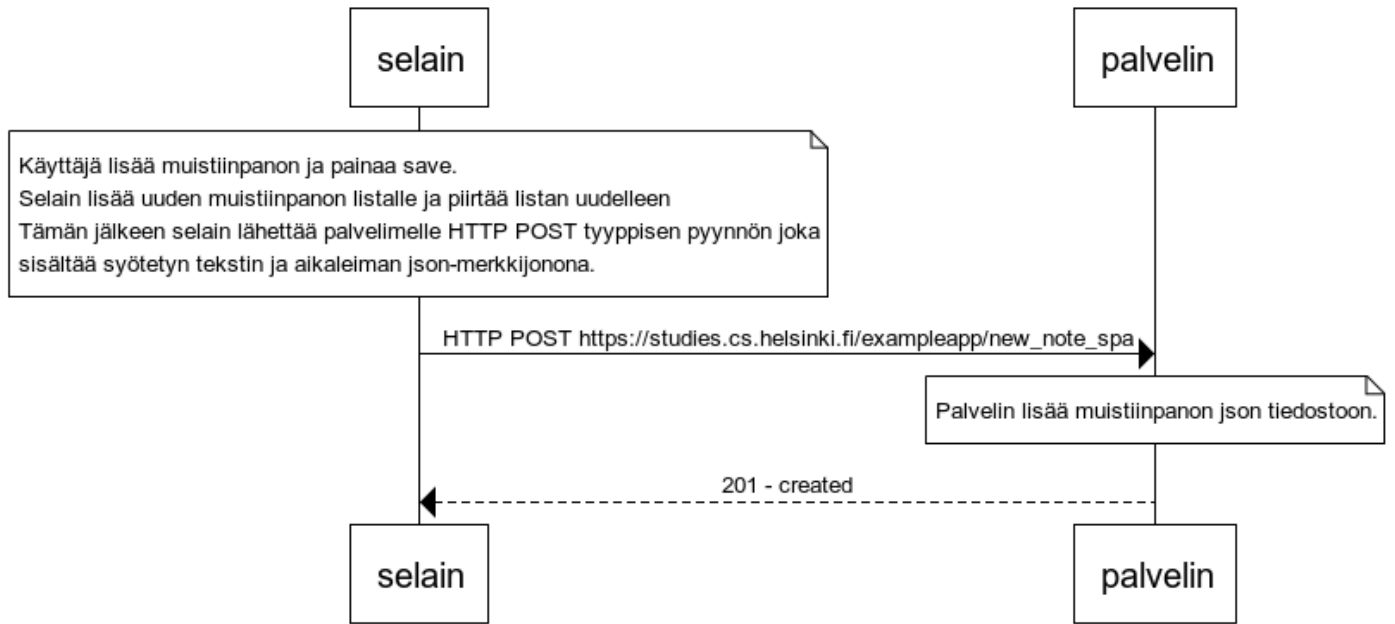 selain
palvelin
Käyttäjä lisää muistiinpanon ja painaa save.
Selain lisää uuden muistiinpanon listalle ja piirtää listan uudelleen
Tämän jälkeen selain lähettää palvelimelle HTTP POST tyyppisen pyynnön joka
sisältää syötetyn tekstin ja aikaleiman json-merkkijonona.
HTTP POST https://studies.cs.helsinki.fi/exampleapp/new_note_spa
Palvelin lisää muistiinpanon json tiedostoon.
201 - created
selain
palvelin